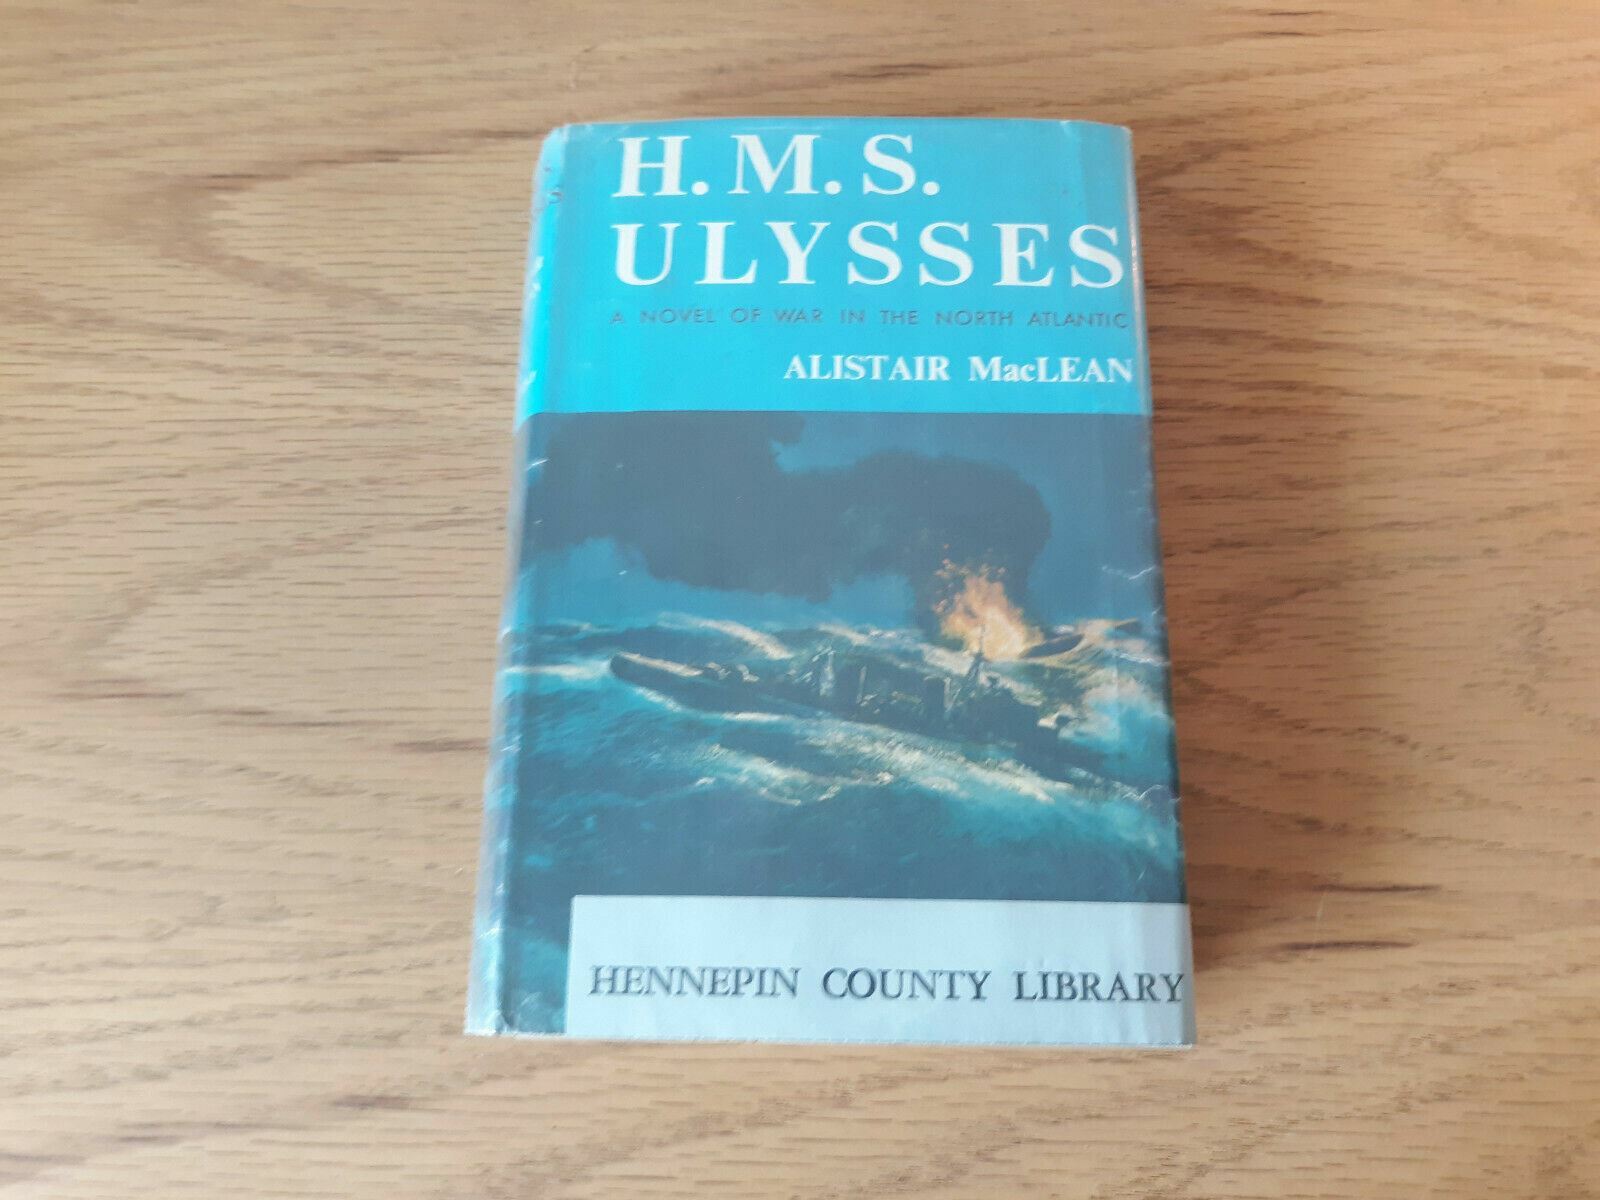 H. M. S.
ULYSSES
A NOVEL OF WAR IN THE NORTH ATLANTIC
ALISTAIR MacLEAN
HENNEPIN COUNTY LIBRARY